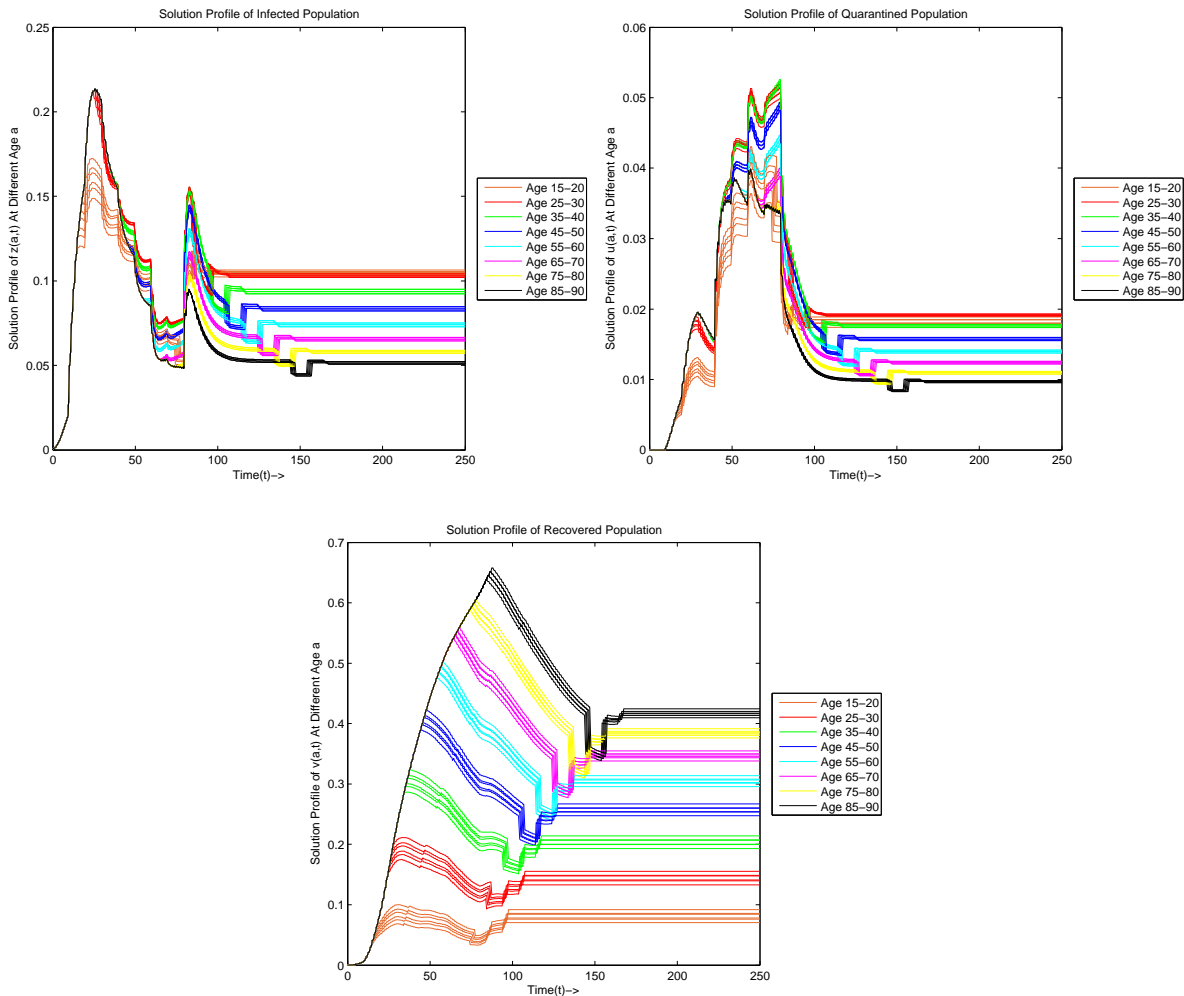 Solution Profile of Infected Population
0.25
0.2
0.15
0.1
0.05
0
0
50
100
150
200
250
Solution Profile of z(a,t) At Different Age a
Time(t)−>
Age 15−20
Age 25−30
Age 35−40
Age 45−50
Age 55−60
Age 65−70
Age 75−80
Age 85−90
Solution Profile of Quarantined Population
0.06
0.05
0.04
0.03
0.02
0.01
0
0
50
100
150
200
250
Solution Profile of u(a,t) At Different Age a
Time(t)−>
Age 15−20
Age 25−30
Age 35−40
Age 45−50
Age 55−60
Age 65−70
Age 75−80
Age 85−90
Solution Profile of Recovered Population
0.7
0.6
0.5
0.4
0.3
0.2
0.1
0
0
50
100
150
200
250
Solution Profile of v(a,t) At Different Age a
Time(t)−>
Age 15−20
Age 25−30
Age 35−40
Age 45−50
Age 55−60
Age 65−70
Age 75−80
Age 85−90